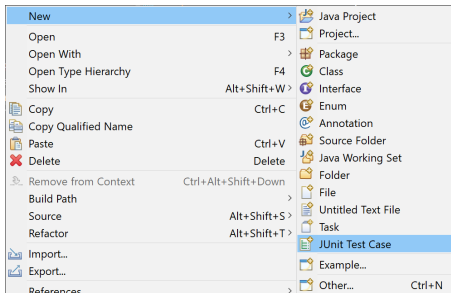 New
Open F3
Open With
Open Type Hierarchy F4
Show In Alt+Shift+W
Copy Ctrl+C
Copy Qualified Name
Paste Ctrl+V
Delete Delete
Remove from Context Ctrl+Alt+Shift+Down
Build Path
Source Alt+Shift+S
Refactor Alt+Shift+T
Import...
Export...
References
Java Project
Project...
Package
Class
Interface
Enum
Annotation
Source Folder
Java Working Set
Folder
File
Untitled Text File
Task
JUnit Test Case
Example...
Other... Ctrl+N